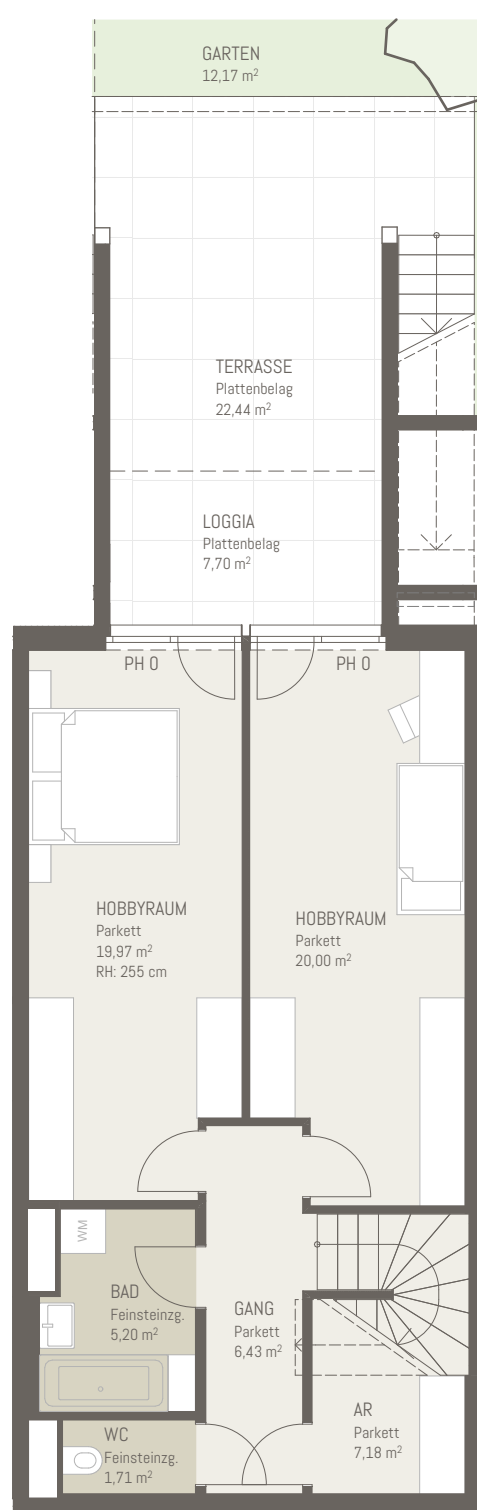 GARTEN
12,17 m²
TERRASSE
Plattenbelag
22,44 m²
LOGGIA
Plattenbelag
7,70 m²
PH 0
PH 0
HOBBYRAUM
Parkett
19,97 m²
RH: 255 cm
HOBBYRAUM
Parkett
20,00 m²
WM
BAD
Feinsteinzg.
5,20 m²
GANG
Parkett
6,43 m²
AR
Parkett
7,18 m²
WC
Feinsteinzg.
1,71 m²